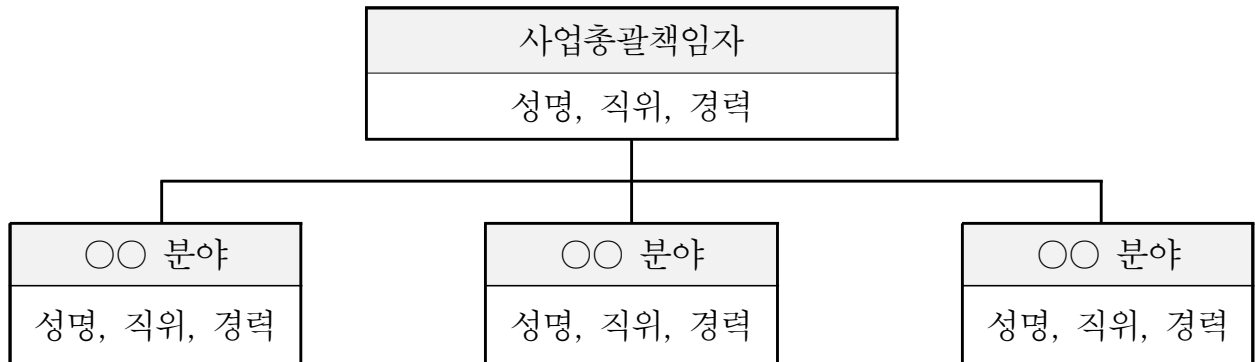 사업총괄책임자
성명, 직위, 경력
○○ 분야
성명, 직위, 경력
○○ 분야
성명, 직위, 경력
○○ 분야
성명, 직위, 경력